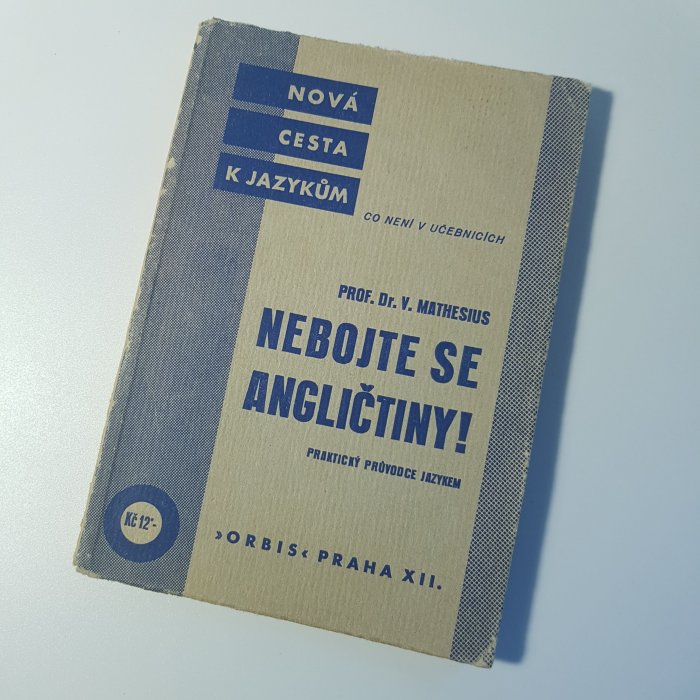 NOVÁ
CESTA
K JAZYKŮM
CO NENÍ V UČEBNICÍCH
PROF. Dr. V. MATHESIUS
NEBOJTE SE
ANGLIČTINY!
PRAKTICKÝ PRŮVODCE JAZYKEM
Kč 12·-
»ORBIS« PRAHA XII.